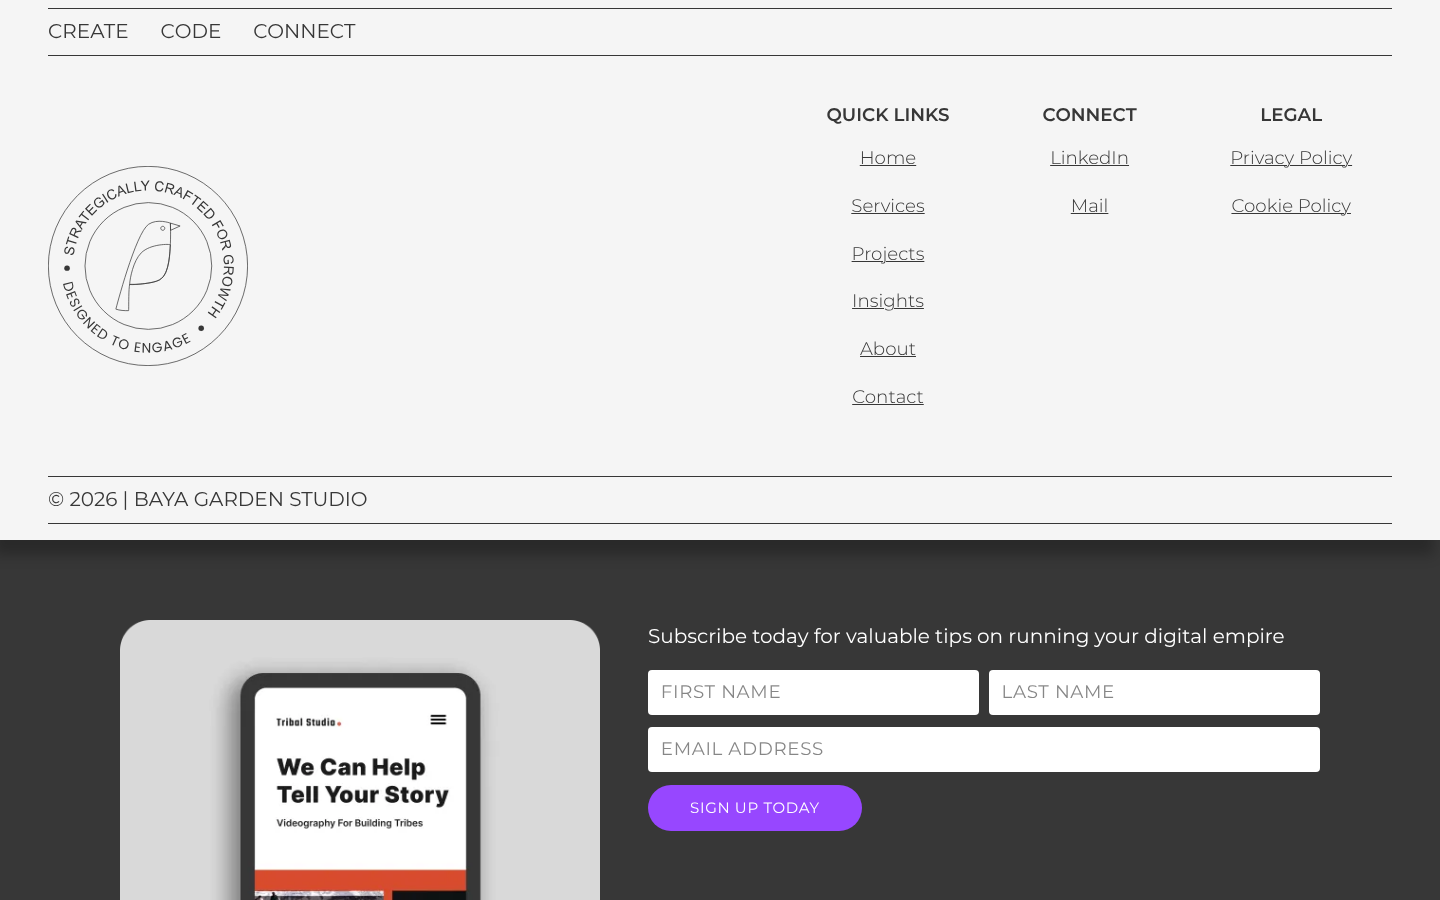 CREATE CODE CONNECT
STRATEGICALLY CRAFTED FOR GROWTH • DESIGNED TO ENGAGE •
QUICK LINKS
Home
Services
Projects
Insights
About
Contact
CONNECT
LinkedIn
Mail
LEGAL
Privacy Policy
Cookie Policy
© 2026 | BAYA GARDEN STUDIO
Tribal Studio.
We Can Help
Tell Your Story
Videography For Building Tribes
Subscribe today for valuable tips on running your digital empire
FIRST NAME LAST NAME
EMAIL ADDRESS
SIGN UP TODAY